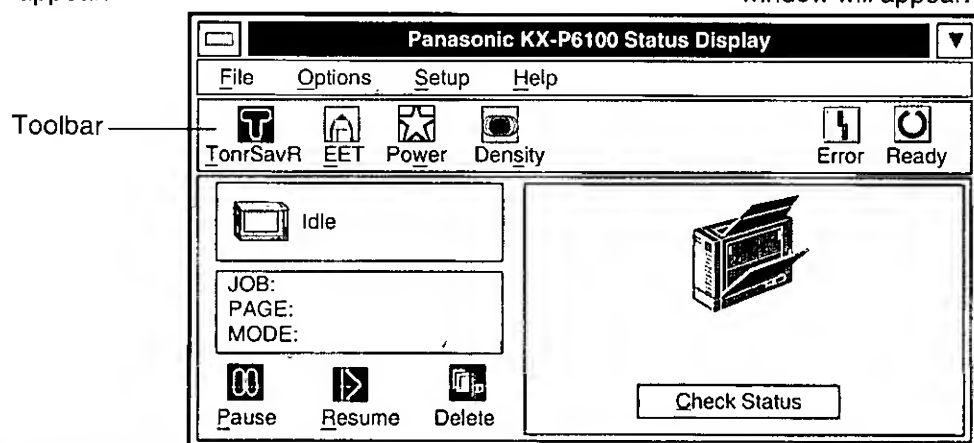 appear.
window will appear.
Panasonic KX-P6100 Status Display
File Options Setup Help
Toolbar
TonrSavR EET Power Density Error Ready
Idle
JOB:
PAGE:
MODE:
Pause Resume Delete
Check Status